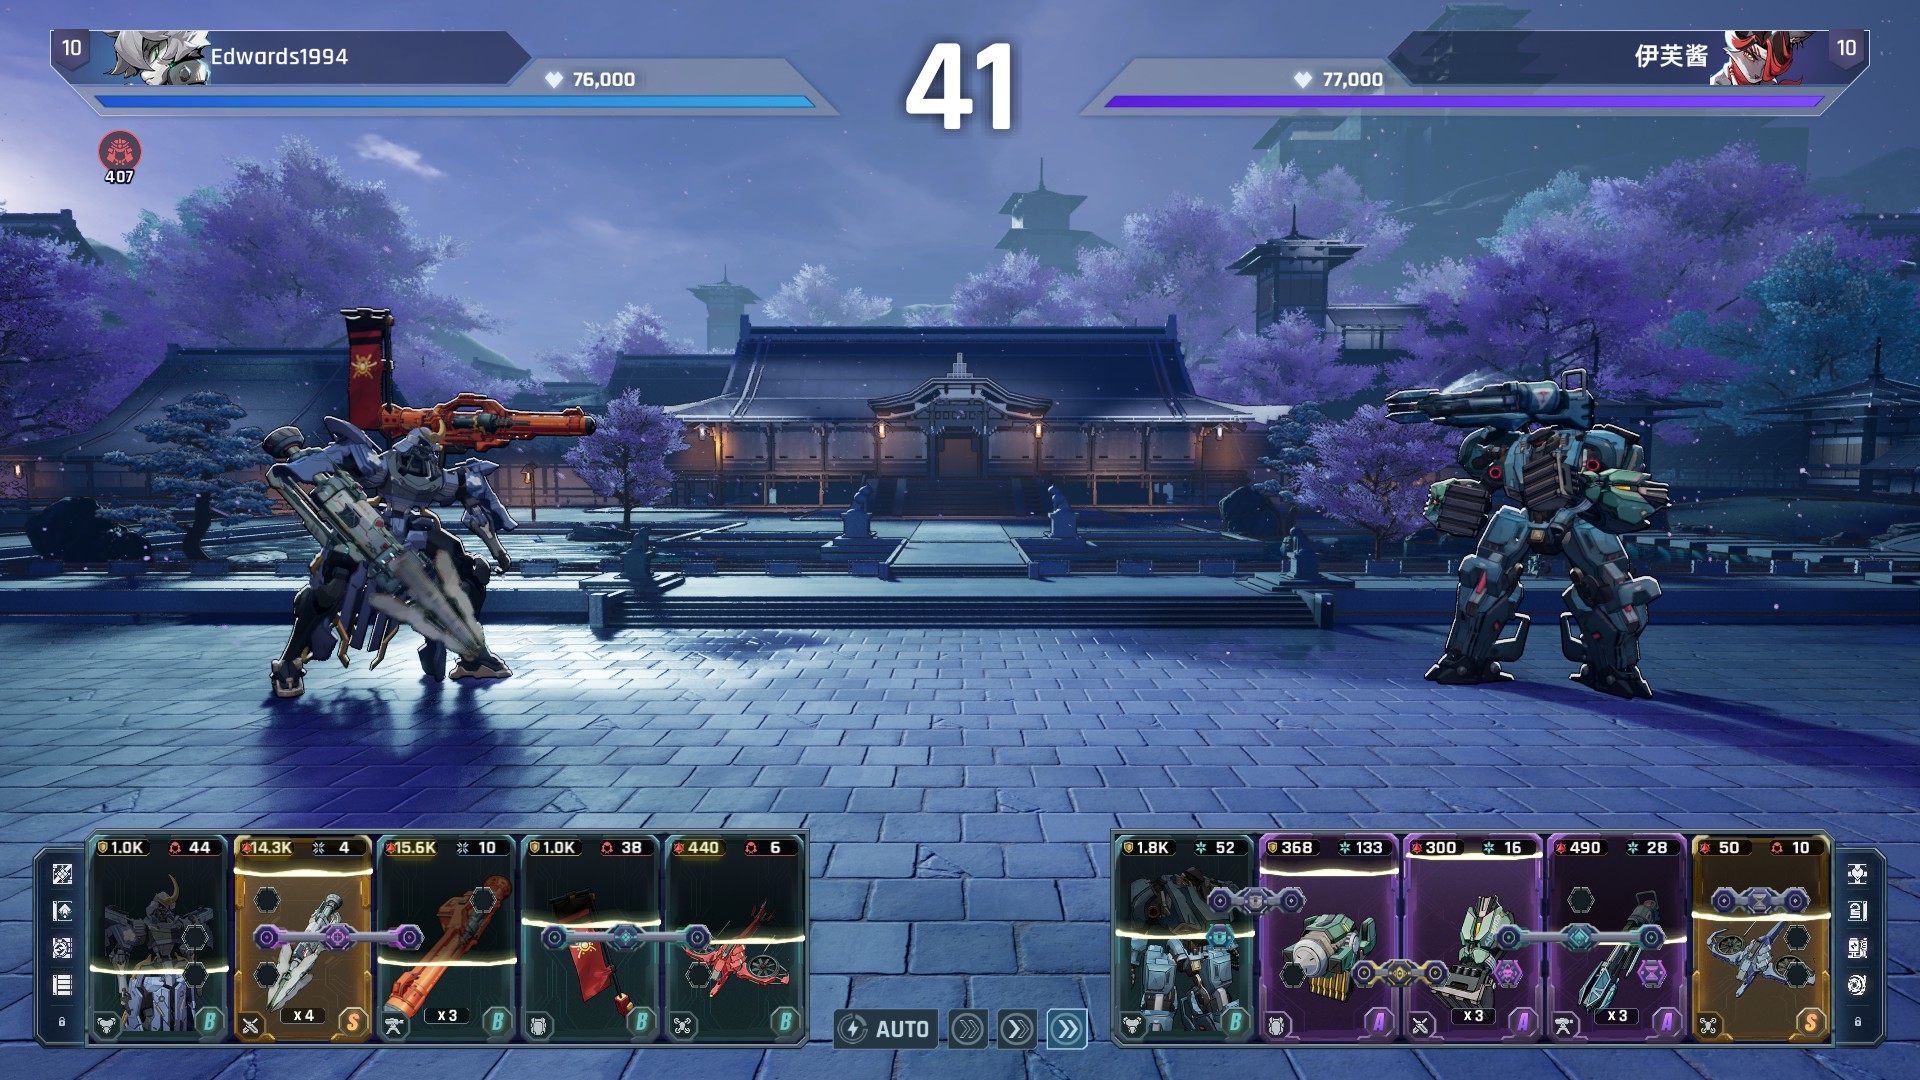 10
Edwards1994
76,000
41
77,000
伊芙酱
10
407
1.0K 44
14.3K 4
15.6K 10
1.0K 38
440 6
1.8K 52
368 133
300 16
490 28
50 10
B
x4 S
x3 B
B
B
AUTO
B
A
x3 A
x3 A
S